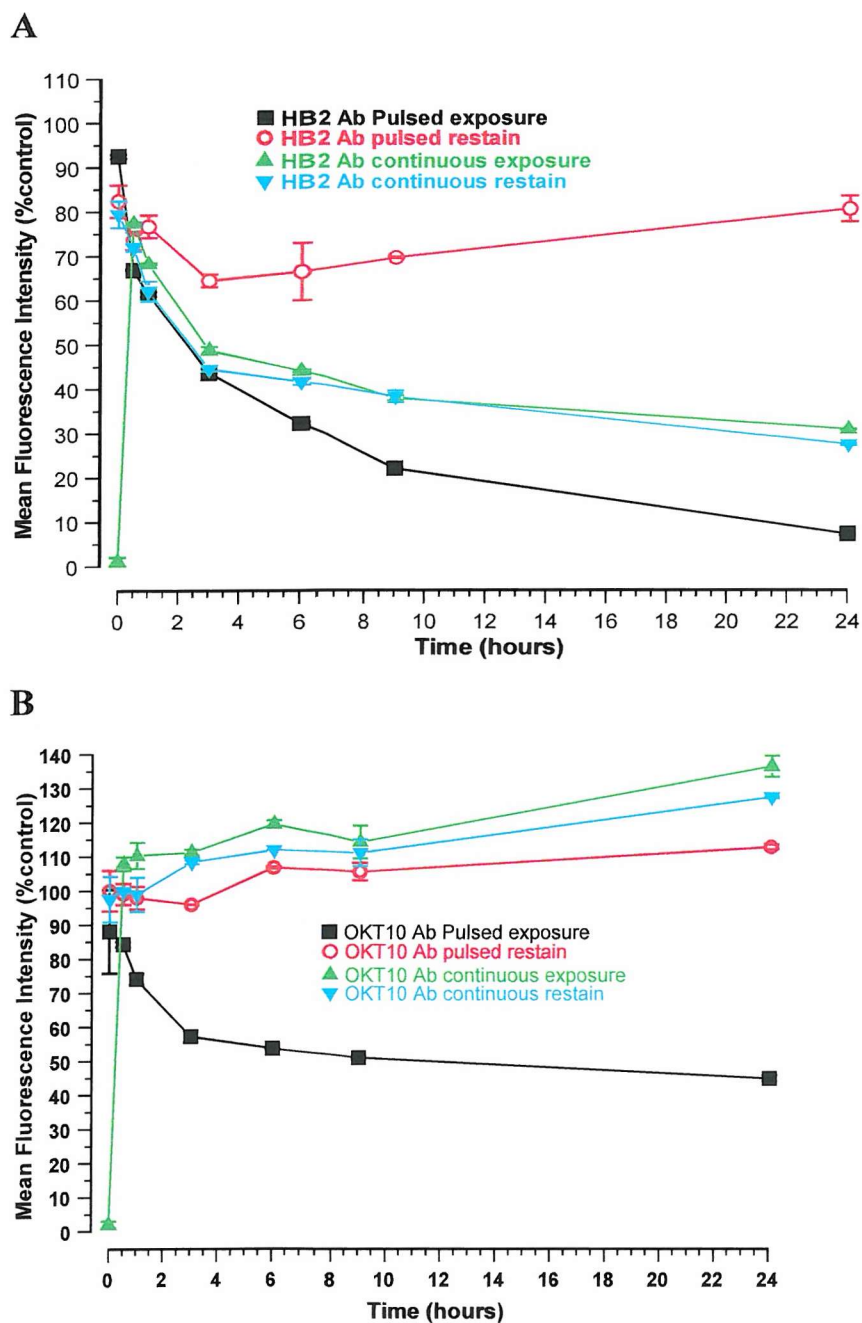 A
Mean Fluorescence Intensity (%control)
110
100
90
80
70
60
50
40
30
20
10
0
HB2 Ab Pulsed exposure
HB2 Ab pulsed restain
HB2 Ab continuous exposure
HB2 Ab continuous restain
0 2 4 6 8 10 12 14 16 18 20 22 24
Time (hours)
B
Mean Fluorescence Intensity (%control)
140
130
120
110
100
90
80
70
60
50
40
30
20
10
0
OKT10 Ab Pulsed exposure
OKT10 Ab pulsed restain
OKT10 Ab continuous exposure
OKT10 Ab continuous restain
0 2 4 6 8 10 12 14 16 18 20 22 24
Time (hours)